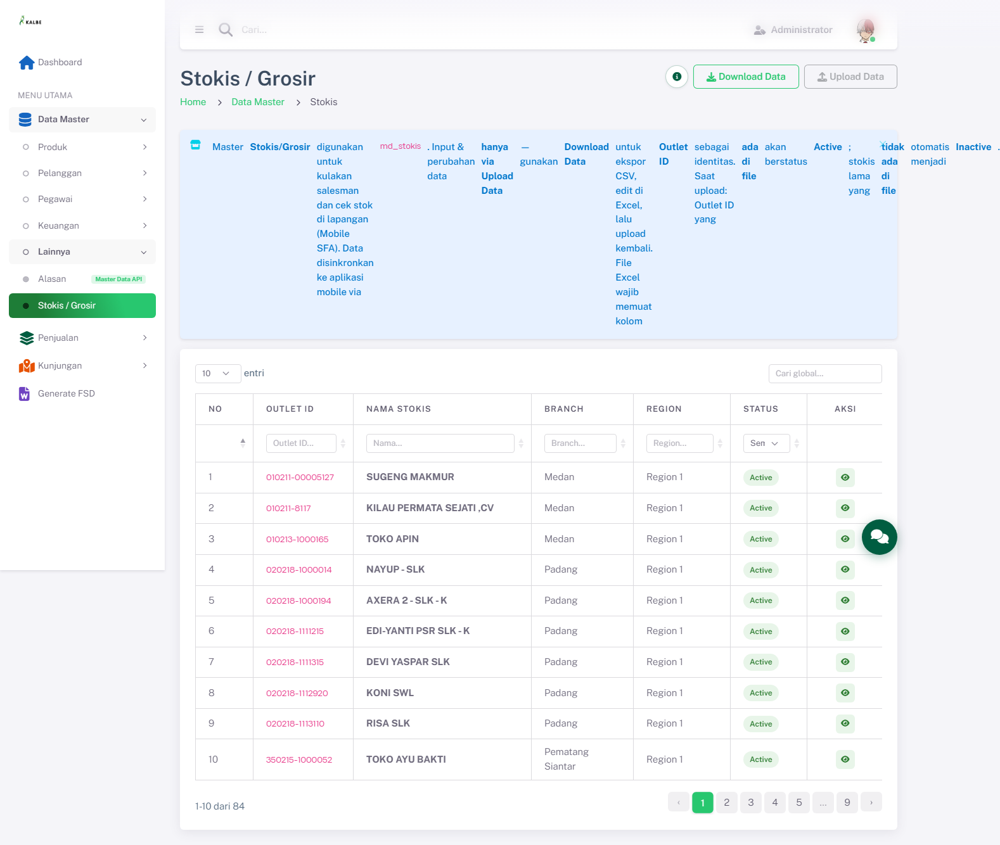 KALBE
Cari...
Administrator
Dashboard
MENU UTAMA
Data Master
Produk
Pelanggan
Pegawai
Keuangan
Lainnya
Alasan Master Data API
Stokis / Grosir
Penjualan
Kunjungan
Generate FSD
Stokis / Grosir
Download Data
Upload Data
Home > Data Master > Stokis
Master
Stokis/Grosir
digunakan
untuk
kulakan
salesman
dan cek stok
di lapangan
(Mobile
SFA). Data
disinkronkan
ke aplikasi
mobile via
md_stokis
. Input &
perubahan
data
hanya
via
Upload
Data
—
gunakan
Download
Data
untuk
ekspor
CSV,
edit di
Excel,
lalu
upload
kembali.
File
Excel
wajib
memuat
kolom
Outlet
ID
sebagai
identitas.
Saat
upload:
Outlet ID
yang
ada
di
file
akan
berstatus
Active
;
stokis
lama
yang
tidak
ada
di
file
otomatis
menjadi
Inactive
.
10 entri
Cari global...
NO OUTLET ID NAMA STOKIS BRANCH REGION STATUS AKSI
Outlet ID... Nama... Branch... Region... Sem
1 010211-00005127 SUGENG MAKMUR Medan Region 1 Active
2 010211-8117 KILAU PERMATA SEJATI ,CV Medan Region 1 Active
3 010213-1000165 TOKO APIN Medan Region 1 Active
4 020218-1000014 NAYUP - SLK Padang Region 1 Active
5 020218-1000194 AXERA 2 - SLK - K Padang Region 1 Active
6 020218-1111215 EDI-YANTI PSR SLK - K Padang Region 1 Active
7 020218-1111315 DEVI YASPAR SLK Padang Region 1 Active
8 020218-1112920 KONI SWL Padang Region 1 Active
9 020218-1113110 RISA SLK Padang Region 1 Active
10 350215-1000052 TOKO AYU BAKTI Pematang Siantar Region 1 Active
1-10 dari 84
‹ 1 2 3 4 5 ... 9 ›